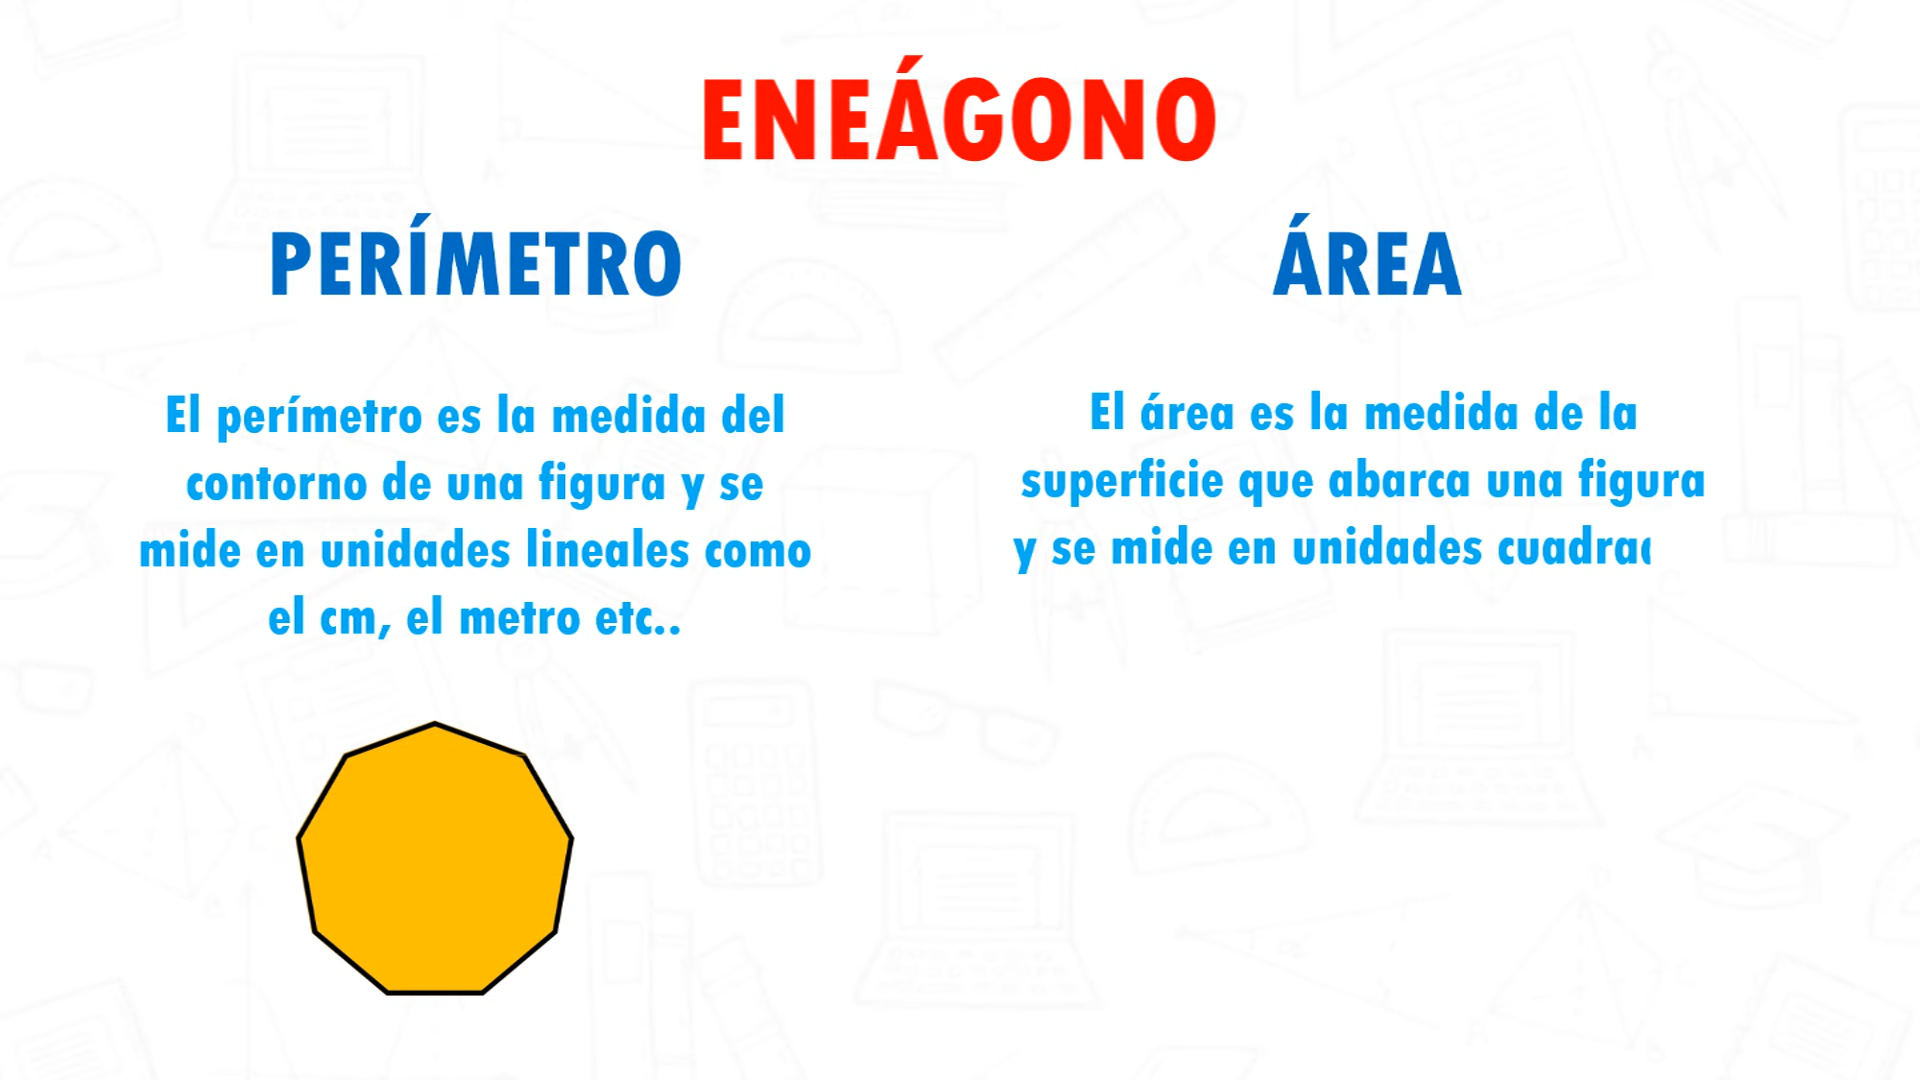 ENEÁGONO
PERÍMETRO
El perímetro es la medida del
contorno de una figura y se
mide en unidades lineales como
el cm, el metro etc..
ÁREA
El área es la medida de la
superficie que abarca una figura
y se mide en unidades